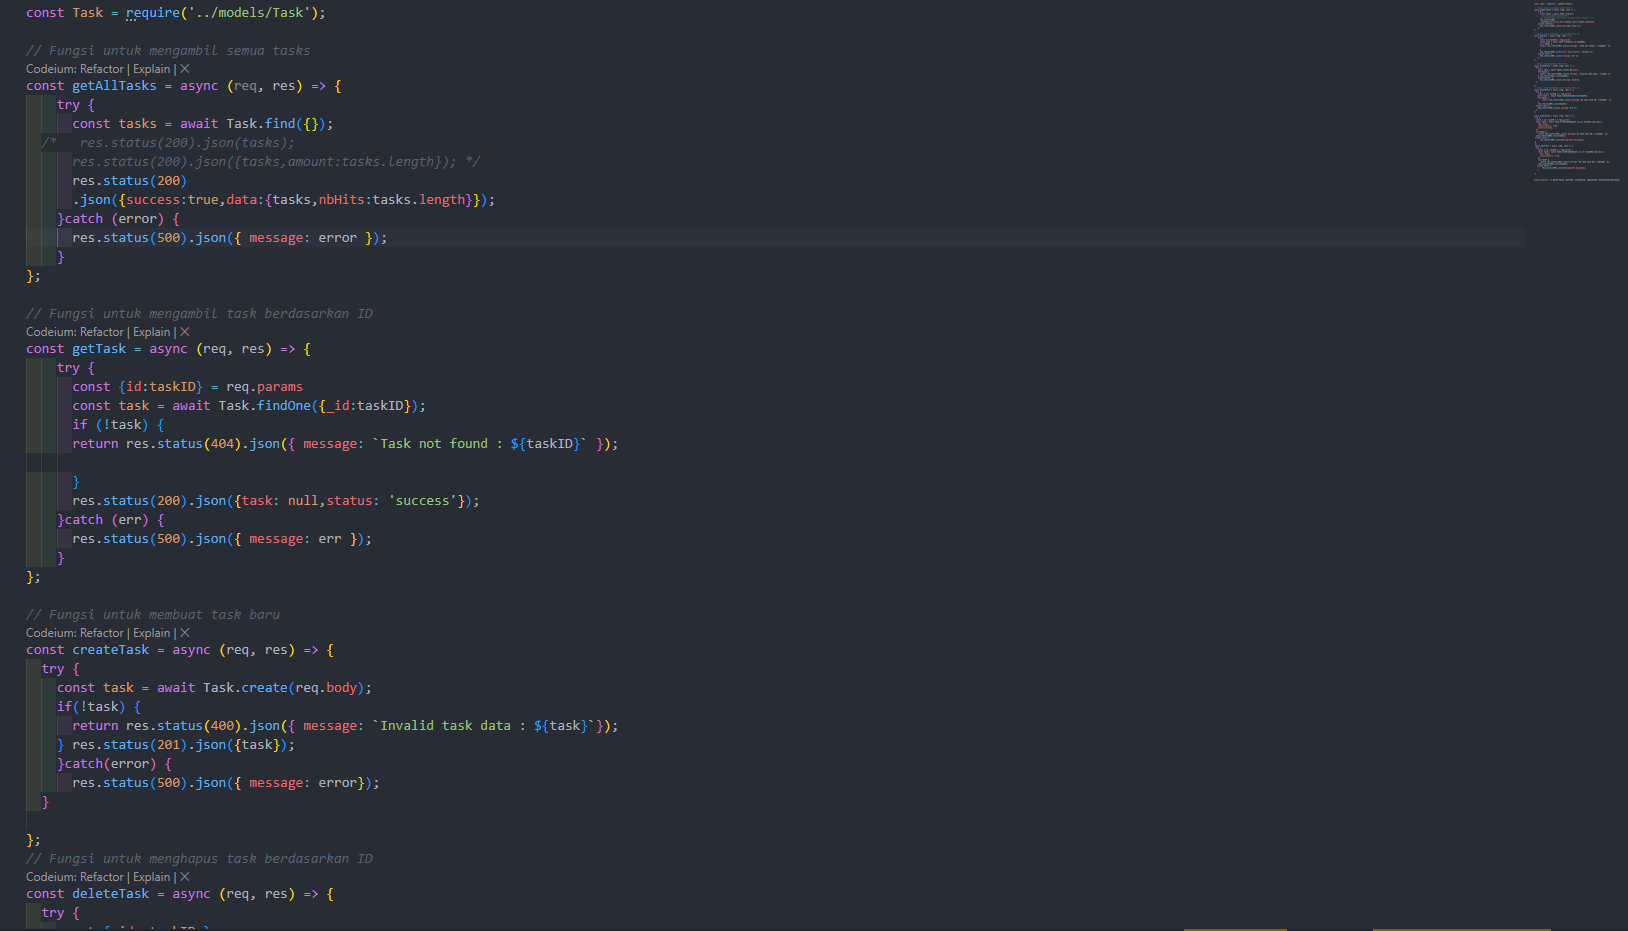 const Task = require('../models/Task');
// Fungsi untuk mengambil semua tasks
Codeium: Refactor | Explain | ✕
const getAllTasks = async (req, res) => {
try {
const tasks = await Task.find({});
/*   res.status(200).json(tasks);
res.status(200).json({tasks,amount:tasks.length}); */
res.status(200)
.json({success:true,data:{tasks,nbHits:tasks.length}});
}catch (error) {
res.status(500).json({ message: error });
}
};
// Fungsi untuk mengambil task berdasarkan ID
Codeium: Refactor | Explain | ✕
const getTask = async (req, res) => {
try {
const {id:taskID} = req.params
const task = await Task.findOne({_id:taskID});
if (!task) {
return res.status(404).json({ message: `Task not found : ${taskID}` });
}
res.status(200).json({task: null,status: 'success'});
}catch (err) {
res.status(500).json({ message: err });
}
};
// Fungsi untuk membuat task baru
Codeium: Refactor | Explain | ✕
const createTask = async (req, res) => {
try {
const task = await Task.create(req.body);
if(!task) {
return res.status(400).json({ message: `Invalid task data : ${task}`});
} res.status(201).json({task});
}catch(error) {
res.status(500).json({ message: error});
}
};
// Fungsi untuk menghapus task berdasarkan ID
Codeium: Refactor | Explain | ✕
const deleteTask = async (req, res) => {
try {